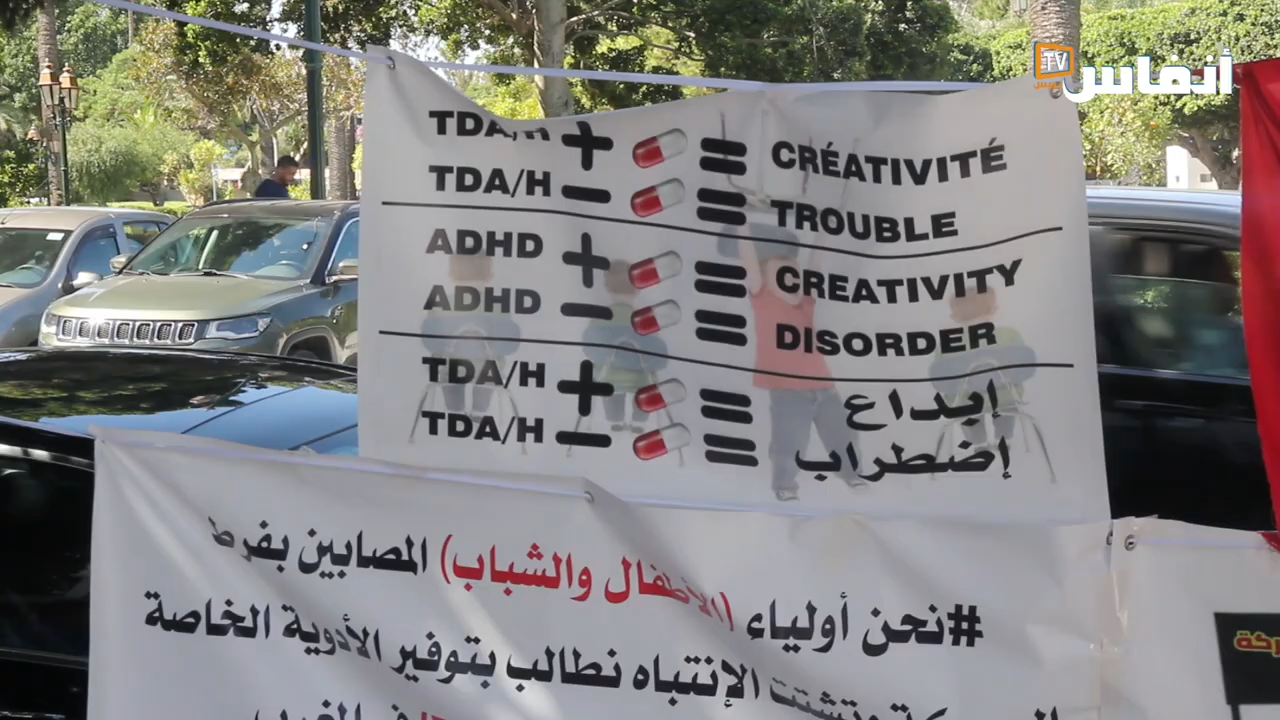 أنفاس
TV
TDA/H + = CRÉATIVITÉ
TDA/H − = TROUBLE
ADHD + = CREATIVITY
ADHD − = DISORDER
TDA/H + = إبداع
TDA/H − = إضطراب
#نحن أولياء (الأطفال والشباب) المصابين بفرط
وتشتت الإنتباه نطالب بتوفير الأدوية الخاصة